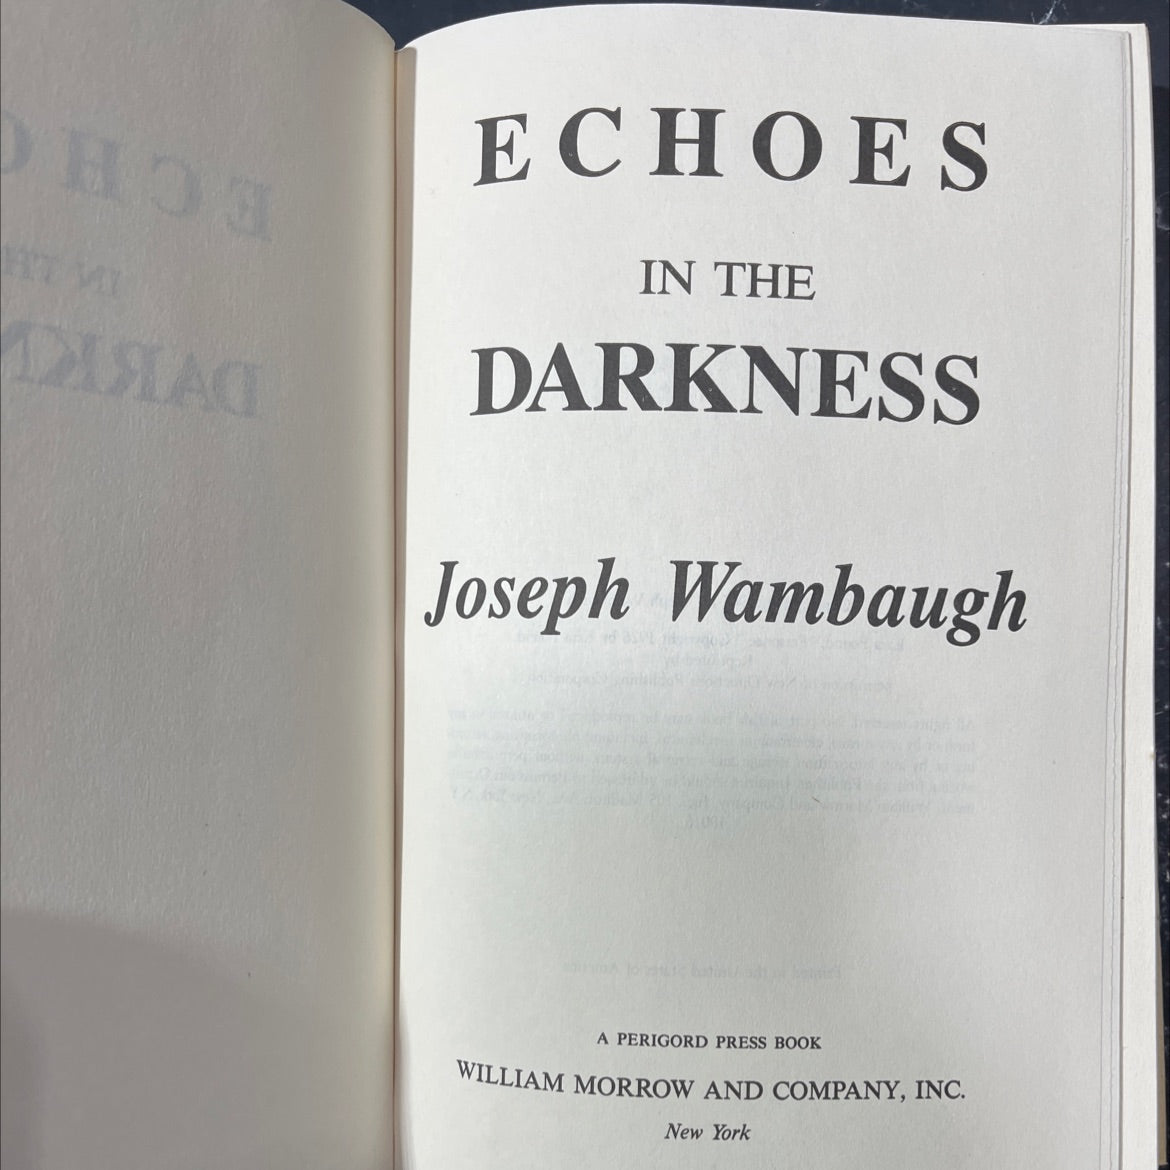 ECHOES
IN THE
DARKNESS
Joseph Wambaugh
A PERIGORD PRESS BOOK
WILLIAM MORROW AND COMPANY, INC.
New York